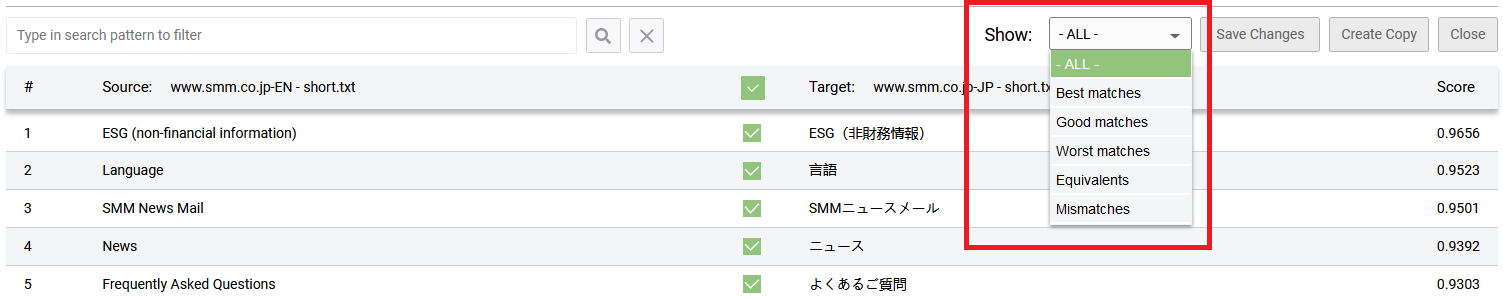 Type in search pattern to filter
Show: - ALL - Save Changes Create Copy Close
- ALL -
Best matches
Good matches
Worst matches
Equivalents
Mismatches
# Source: www.smm.co.jp-EN - short.txt Target: www.smm.co.jp-JP - short.tx Score
1 ESG (non-financial information) ESG（非財務情報） 0.9656
2 Language 言語 0.9523
3 SMM News Mail SMMニュースメール 0.9501
4 News ニュース 0.9392
5 Frequently Asked Questions よくあるご質問 0.9303